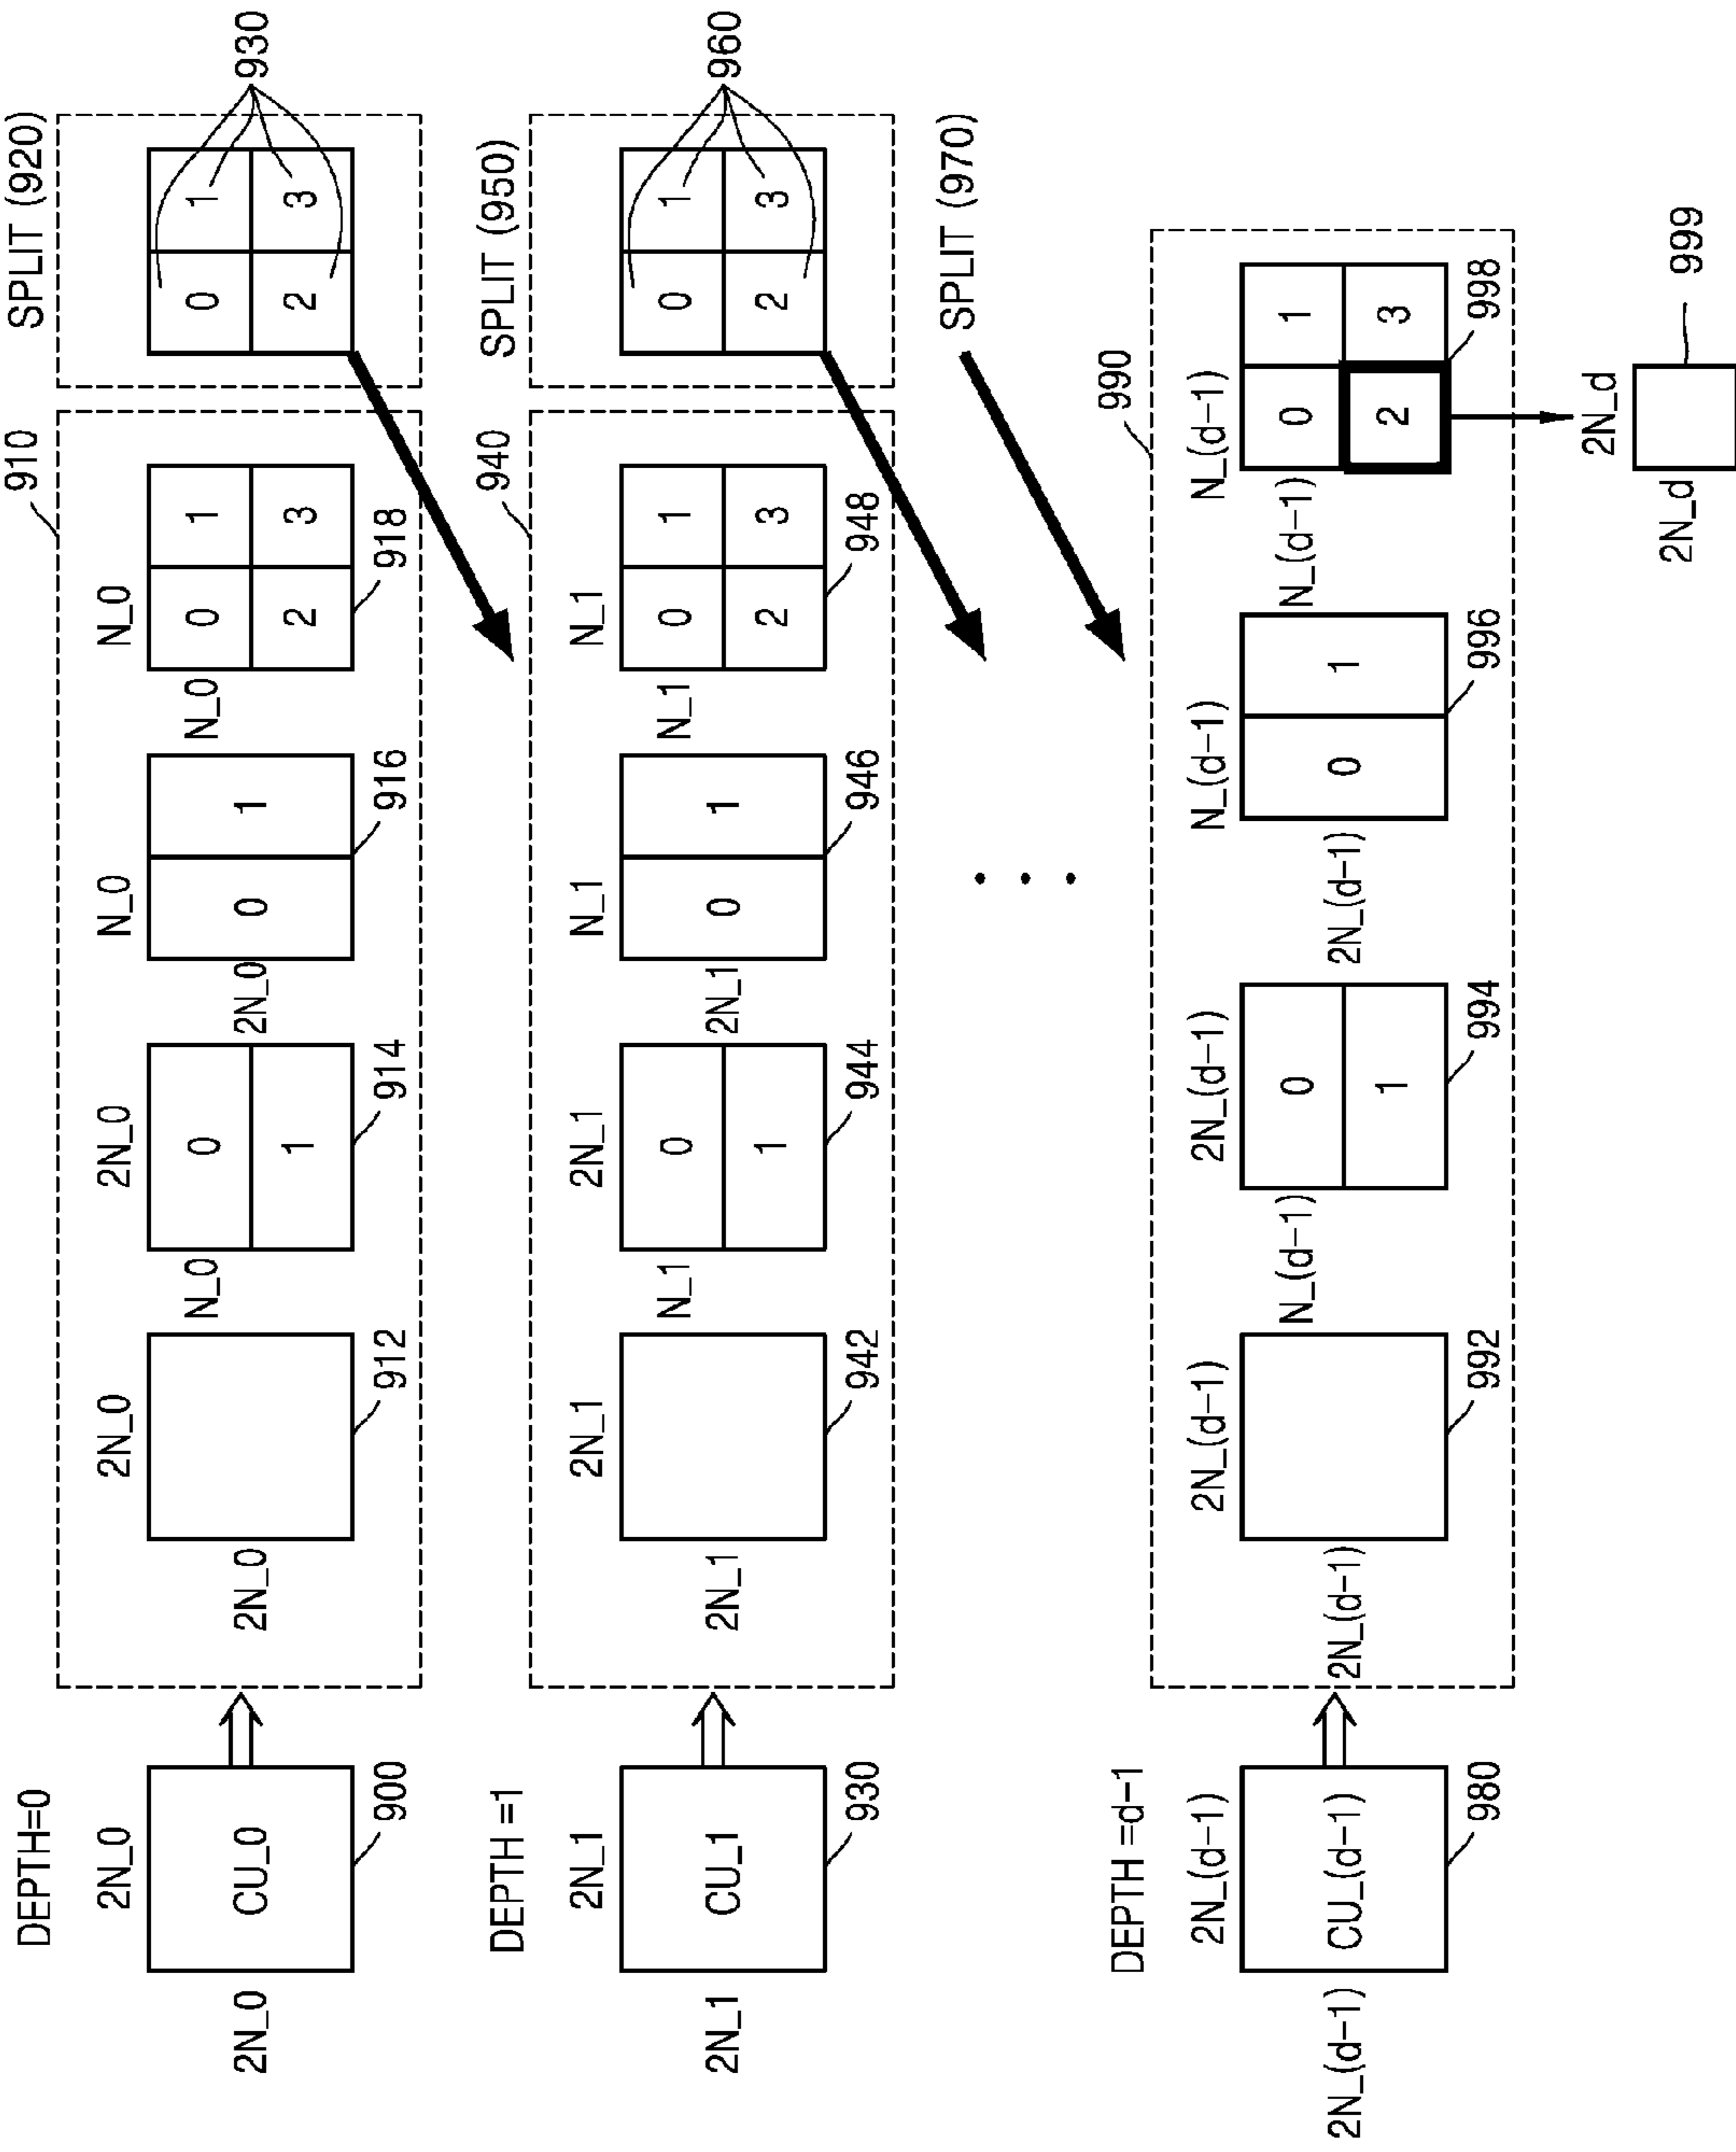 DEPTH=0
2N_0
2N_0
CU_0
900
910
2N_0
2N_0
912
2N_0
N_0
0
1
914
N_0
2N_0
0
1
916
N_0
N_0
0
1
2
3
918
SPLIT (920)
0
1
2
3
930
DEPTH =1
2N_1
2N_1
CU_1
930
940
2N_1
2N_1
942
2N_1
N_1
0
1
944
N_1
2N_1
0
1
946
N_1
N_1
0
1
2
3
948
SPLIT (950)
0
1
2
3
960
SPLIT (970)
DEPTH =d-1
2N_(d-1)
2N_(d-1)
CU_(d-1)
980
990
2N_(d-1)
2N_(d-1)
992
2N_(d-1)
N_(d-1)
0
1
994
N_(d-1)
2N_(d-1)
0
1
996
N_(d-1)
N_(d-1)
0
1
2
3
998
2N_d
2N_d
999